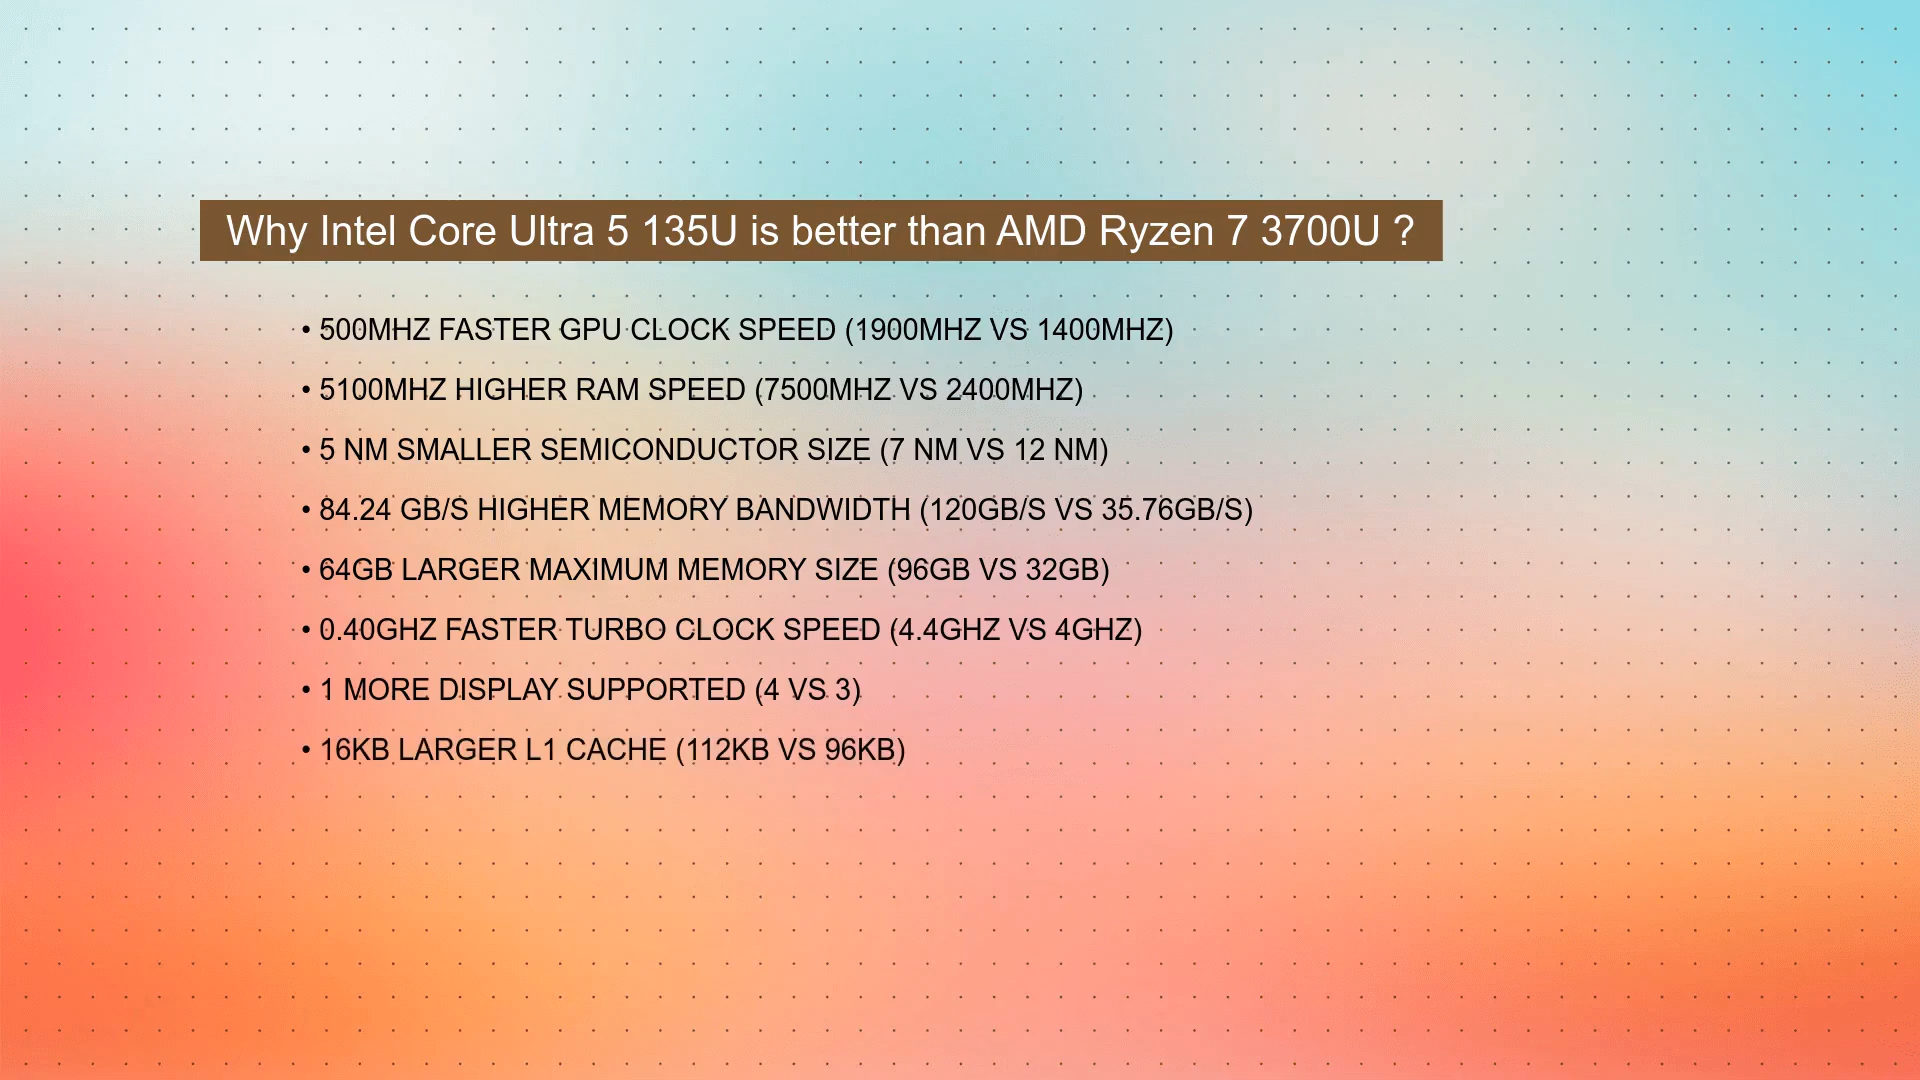 Why Intel Core Ultra 5 135U is better than AMD Ryzen 7 3700U ?
• 500MHZ FASTER GPU CLOCK SPEED (1900MHZ VS 1400MHZ)
• 5100MHZ HIGHER RAM SPEED (7500MHZ VS 2400MHZ)
• 5 NM SMALLER SEMICONDUCTOR SIZE (7 NM VS 12 NM)
• 84.24 GB/S HIGHER MEMORY BANDWIDTH (120GB/S VS 35.76GB/S)
• 64GB LARGER MAXIMUM MEMORY SIZE (96GB VS 32GB)
• 0.40GHZ FASTER TURBO CLOCK SPEED (4.4GHZ VS 4GHZ)
• 1 MORE DISPLAY SUPPORTED (4 VS 3)
• 16KB LARGER L1 CACHE (112KB VS 96KB)